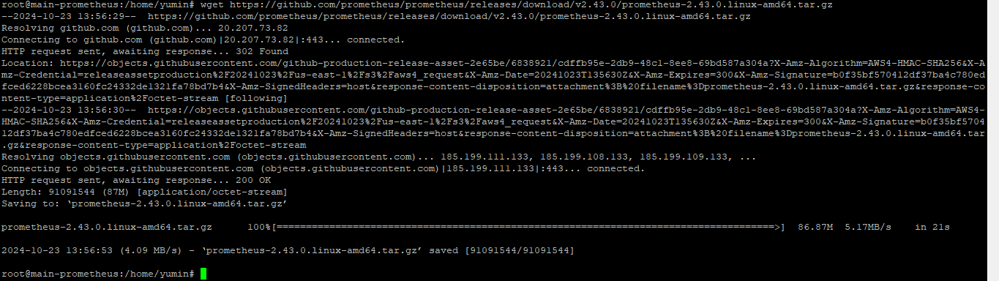 root@main-prometheus:/home/yumin# wget https://github.com/prometheus/prometheus/releases/download/v2.43.0/prometheus-2.43.0.linux-amd64.tar.gz
--2024-10-23 13:56:29--  https://github.com/prometheus/prometheus/releases/download/v2.43.0/prometheus-2.43.0.linux-amd64.tar.gz
Resolving github.com (github.com)... 20.207.73.82
Connecting to github.com (github.com)|20.207.73.82|:443... connected.
HTTP request sent, awaiting response... 302 Found
Location: https://objects.githubusercontent.com/github-production-release-asset-2e65be/6838921/cdffb95e-2db9-48c1-8ee8-69bd587a304a?X-Amz-Algorithm=AWS4-HMAC-SHA256&X-A
mz-Credential=releaseassetproduction%2F20241023%2Fus-east-1%2Fs3%2Faws4_request&X-Amz-Date=20241023T135630Z&X-Amz-Expires=300&X-Amz-Signature=b0f35bf570412df37ba4c780ed
fced6228bcea3160fc24332de1321fa78bd7b4&X-Amz-SignedHeaders=host&response-content-disposition=attachment%3B%20filename%3Dprometheus-2.43.0.linux-amd64.tar.gz&response-co
ntent-type=application%2Foctet-stream [following]
--2024-10-23 13:56:30--  https://objects.githubusercontent.com/github-production-release-asset-2e65be/6838921/cdffb95e-2db9-48c1-8ee8-69bd587a304a?X-Amz-Algorithm=AWS4-
HMAC-SHA256&X-Amz-Credential=releaseassetproduction%2F20241023%2Fus-east-1%2Fs3%2Faws4_request&X-Amz-Date=20241023T135630Z&X-Amz-Expires=300&X-Amz-Signature=b0f35bf5704
12df37ba4c780edfced6228bcea3160fc24332de1321fa78bd7b4&X-Amz-SignedHeaders=host&response-content-disposition=attachment%3B%20filename%3Dprometheus-2.43.0.linux-amd64.tar
.gz&response-content-type=application%2Foctet-stream
Resolving objects.githubusercontent.com (objects.githubusercontent.com)... 185.199.111.133, 185.199.108.133, 185.199.109.133, ...
Connecting to objects.githubusercontent.com (objects.githubusercontent.com)|185.199.111.133|:443... connected.
HTTP request sent, awaiting response... 200 OK
Length: 91091544 (87M) [application/octet-stream]
Saving to: ‘prometheus-2.43.0.linux-amd64.tar.gz’
prometheus-2.43.0.linux-amd64.tar.gz      100%[=====================================================================================>]  86.87M  5.17MB/s    in 21s
2024-10-23 13:56:53 (4.09 MB/s) - ‘prometheus-2.43.0.linux-amd64.tar.gz’ saved [91091544/91091544]
root@main-prometheus:/home/yumin#